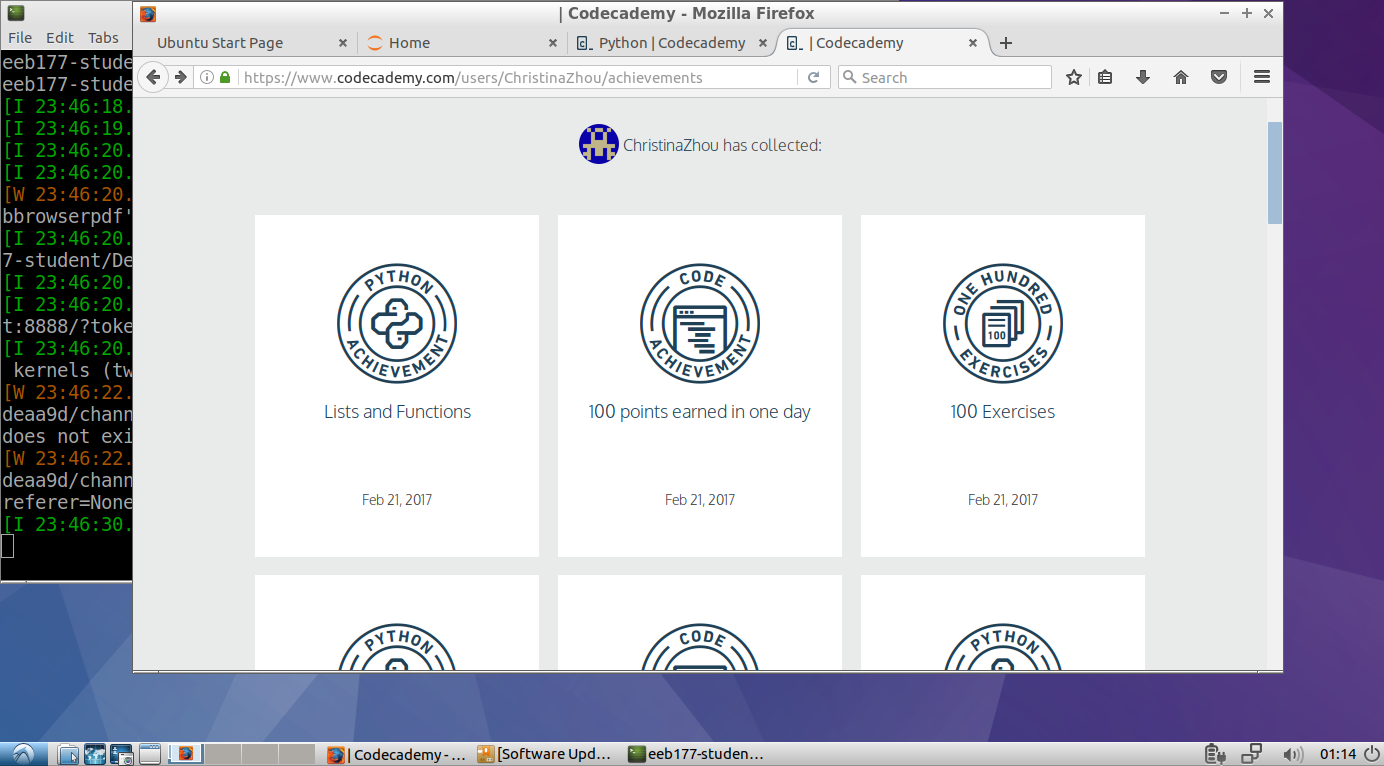 | Codecademy - Mozilla Firefox
File Edit Tabs
Ubuntu Start Page
Home
Python | Codecademy
| Codecademy
https://www.codecademy.com/users/ChristinaZhou/achievements
Search
eeb177-stude
eeb177-stude
[I 23:46:18.
[I 23:46:19.
[I 23:46:20.
[I 23:46:20.
[W 23:46:20.
bbrowserpdf'
[I 23:46:20.
7-student/De
[I 23:46:20.
[I 23:46:20.
t:8888/?toke
[I 23:46:20.
kernels (tw
[W 23:46:22.
deaa9d/chann
does not exi
[W 23:46:22.
deaa9d/chann
referer=None
[I 23:46:30.
ChristinaZhou has collected:
PYTHON ACHIEVEMENT
Lists and Functions
Feb 21, 2017
CODE ACHIEVEMENT
100 points earned in one day
Feb 21, 2017
ONE HUNDRED EXERCISES
100
100 Exercises
Feb 21, 2017
PYTHON
CODE
PYTHON
| Codecademy - ...
[Software Upd...
eeb177-studen...
01:14